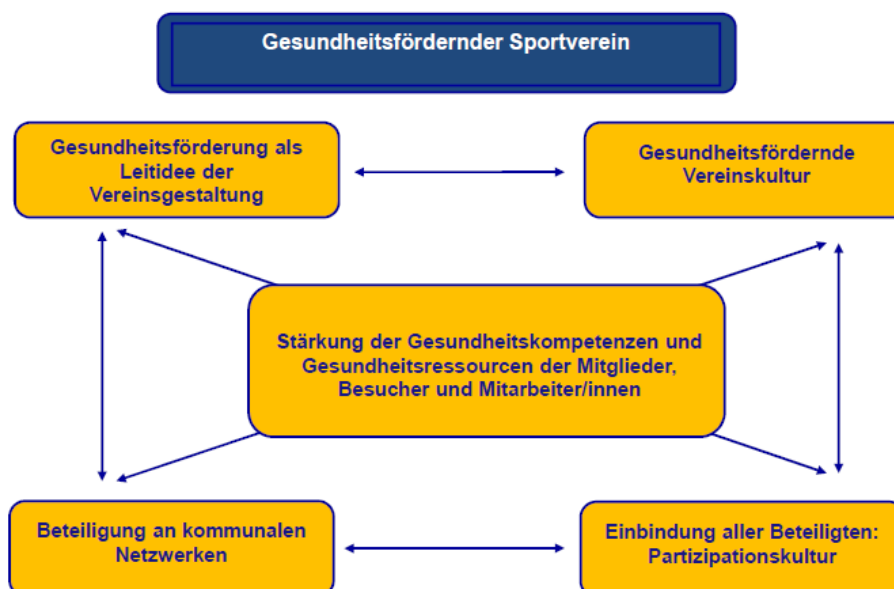 Gesundheitsfördernder Sportverein
Gesundheitsförderung als
Leitidee der
Vereinsgestaltung
Gesundheitsfördernde
Vereinskultur
Stärkung der Gesundheitskompetenzen und
Gesundheitsressourcen der Mitglieder,
Besucher und Mitarbeiter/innen
Beteiligung an kommunalen
Netzwerken
Einbindung aller Beteiligten:
Partizipationskultur